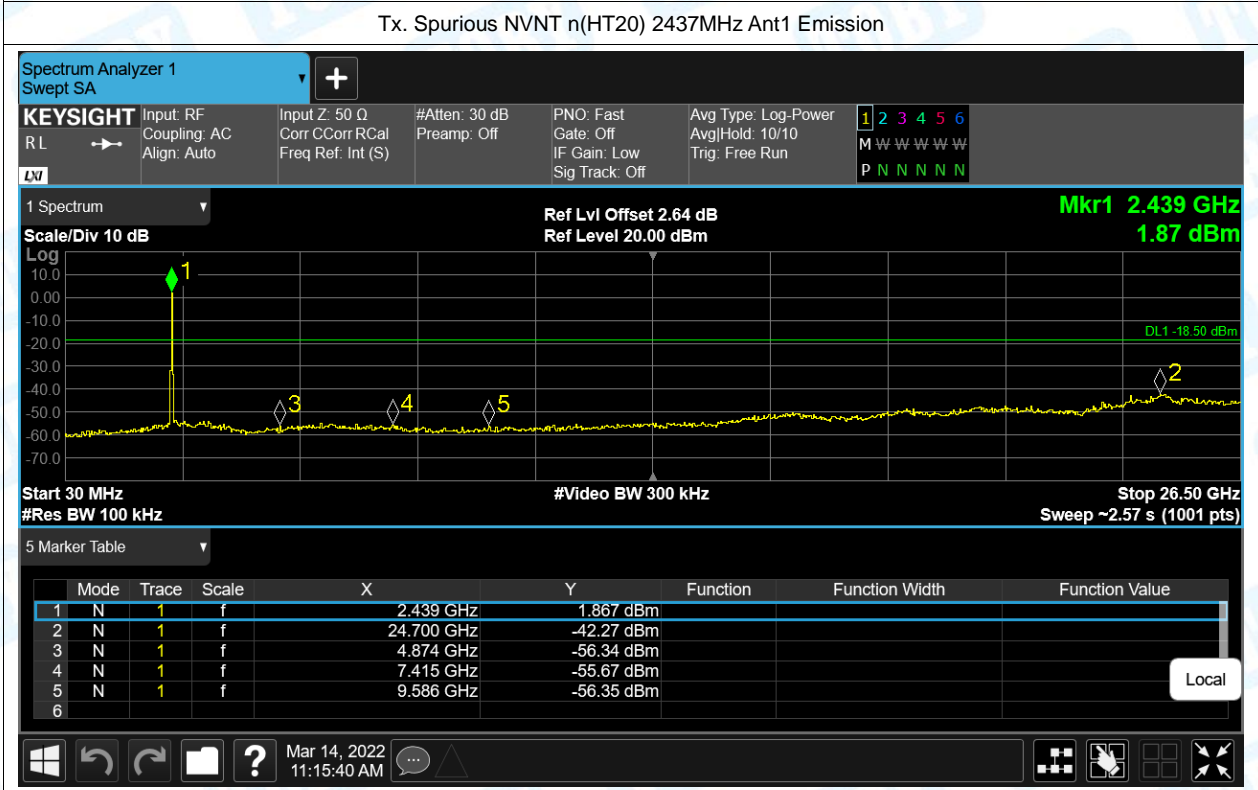 Tx. Spurious NVNT n(HT20) 2437MHz Ant1 Emission
Spectrum Analyzer 1
Swept SA
KEYSIGHT Input: RF Input Z: 50 Ω #Atten: 30 dB PNO: Fast Avg Type: Log-Power 1 2 3 4 5 6
RL Coupling: AC Corr CCorr RCal Preamp: Off Gate: Off Avg|Hold: 10/10 M W W W W W
Align: Auto Freq Ref: Int (S) IF Gain: Low Trig: Free Run
LXI Sig Track: Off P N N N N N
1 Spectrum Ref Lvl Offset 2.64 dB Mkr1 2.439 GHz
Scale/Div 10 dB Ref Level 20.00 dBm 1.87 dBm
Log
10.0 1
0.00
-10.0
DL1 -18.50 dBm
-20.0
-30.0
2
-40.0
3 4 5
-50.0
-60.0
-70.0
Start 30 MHz #Video BW 300 kHz Stop 26.50 GHz
#Res BW 100 kHz Sweep ~2.57 s (1001 pts)
5 Marker Table
Mode Trace Scale X Y Function Function Width Function Value
1 N 1 f 2.439 GHz 1.867 dBm
2 N 1 f 24.700 GHz -42.27 dBm
3 N 1 f 4.874 GHz -56.34 dBm
4 N 1 f 7.415 GHz -55.67 dBm
5 N 1 f 9.586 GHz -56.35 dBm
6
Local
? Mar 14, 2022
11:15:40 AM